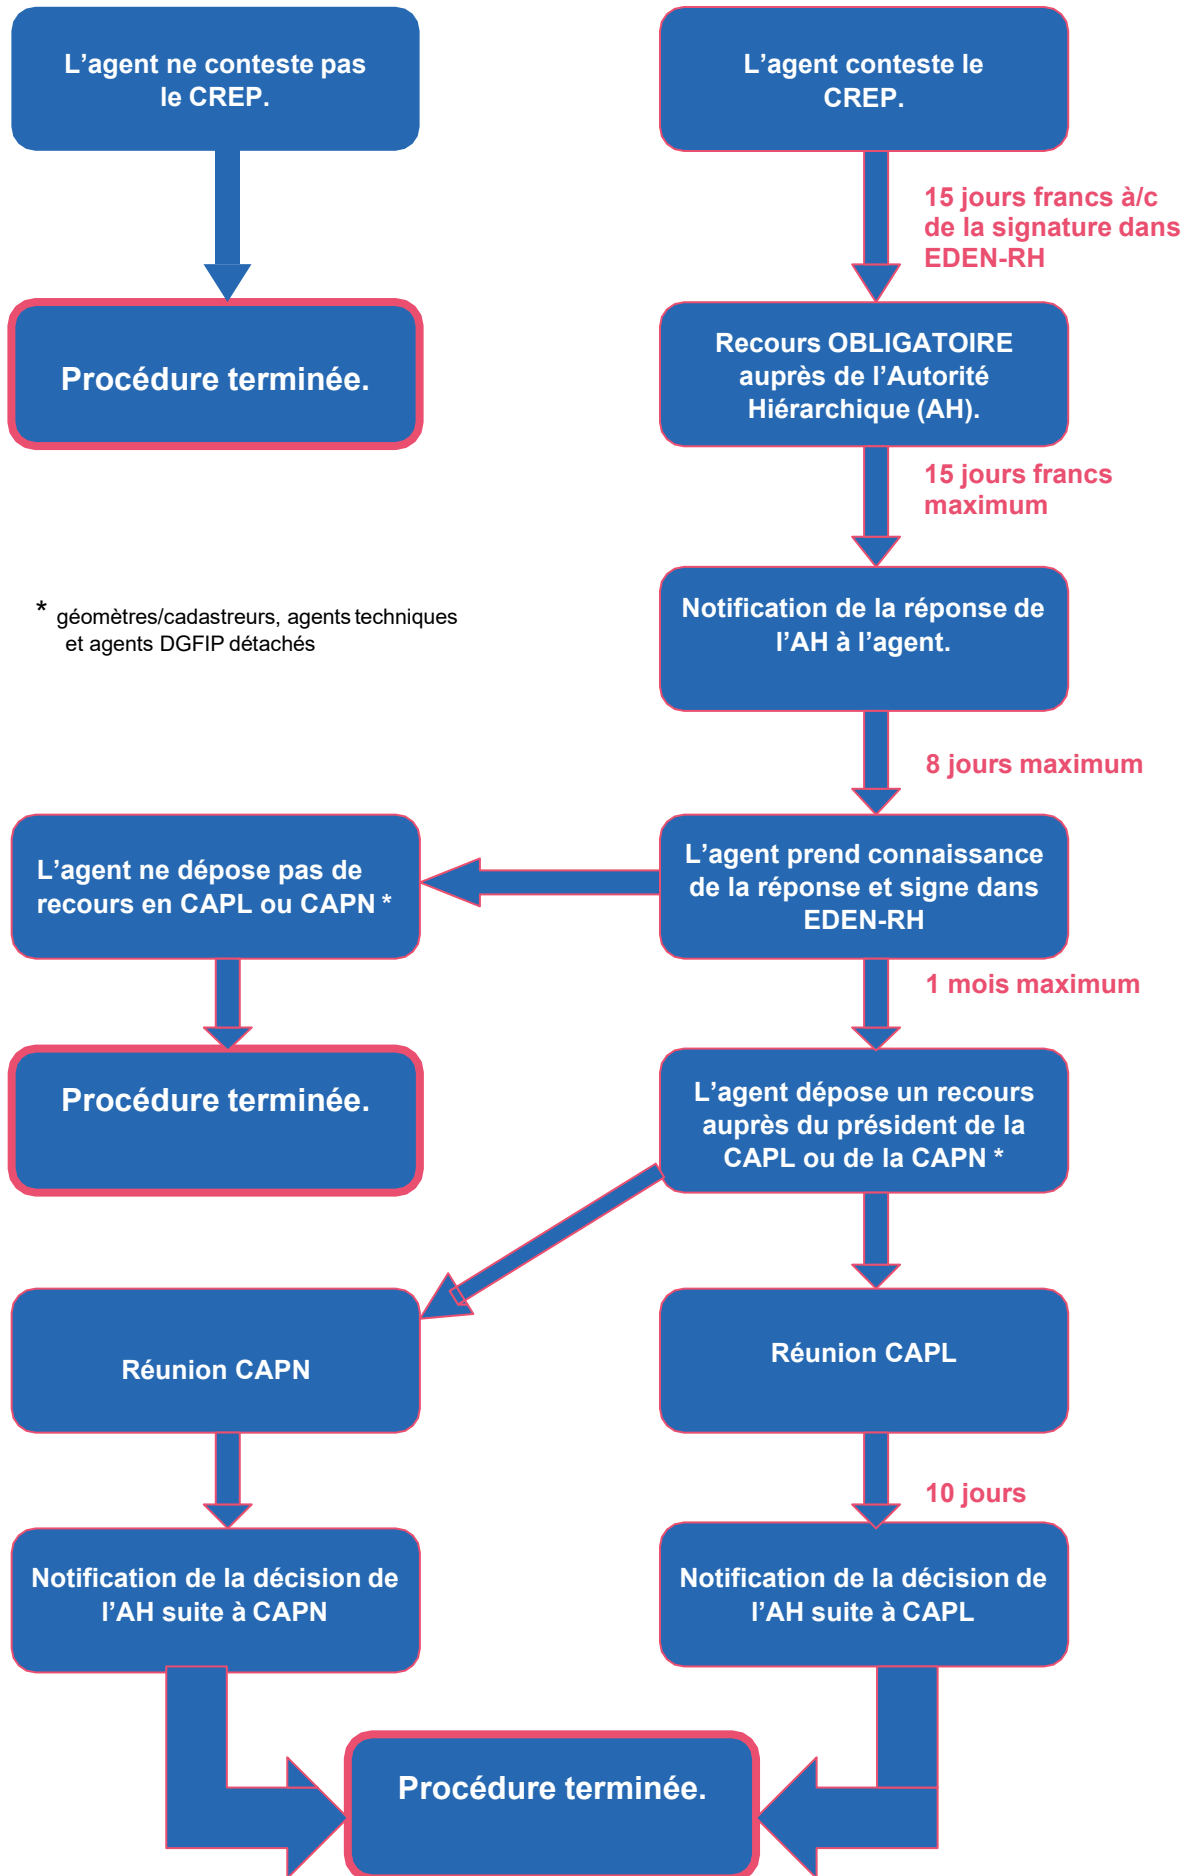 L'agent ne conteste pas
le CREP.
L'agent conteste le
CREP.
15 jours francs à/c
de la signature dans
EDEN-RH
Procédure terminée.
Recours OBLIGATOIRE
auprès de l'Autorité
Hiérarchique (AH).
15 jours francs
maximum
* géomètres/cadastreurs, agents techniques
et agents DGFIP détachés
Notification de la réponse de
l'AH à l'agent.
8 jours maximum
L'agent ne dépose pas de
recours en CAPL ou CAPN *
L'agent prend connaissance
de la réponse et signe dans
EDEN-RH
1 mois maximum
Procédure terminée.
L'agent dépose un recours
auprès du président de la
CAPL ou de la CAPN *
Réunion CAPN
Réunion CAPL
10 jours
Notification de la décision de
l'AH suite à CAPN
Notification de la décision de
l'AH suite à CAPL
Procédure terminée.